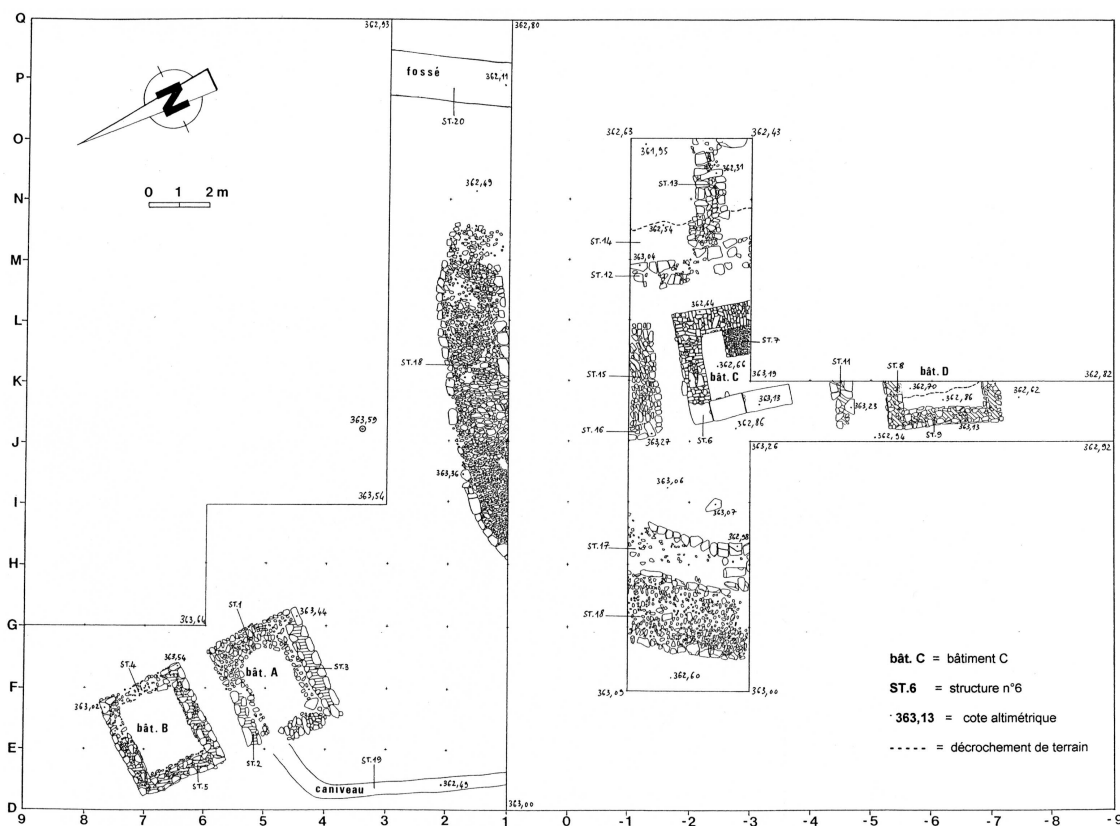 Q
362,93
362,80
P
fossé
362,11
N
ST.20
O
362,63
362,43
361,95
362,31
0 1 2 m
ST.13
N
362,49
362,54
ST.14
M
363,04
ST.12
362,64
L
ST.7
ST.18
362,66
ST.11
ST.8
bât. D
K
ST.15
bât. C
363,19
362,82
362,70
362,86
362,62
363,13
363,23
363,59
J
ST.16
363,27
ST.6
362,86
362,94
ST.9
363,13
363,26
362,92
363,36
363,06
I
363,54
363,07
362,98
ST.17
H
ST.1
363,44
ST.18
G
363,64
363,54
ST.4
bât. A
ST.3
bât. C = bâtiment C
F
363,02
362,60
363,05
363,00
ST.6 = structure n°6
bât. B
363,13 = cote altimétrique
E
ST.2
ST.19
----- = décrochement de terrain
ST.5
caniveau
362,69
D
363,00
9 8 7 6 5 4 3 2 1 0 -1 -2 -3 -4 -5 -6 -7 -8 -9